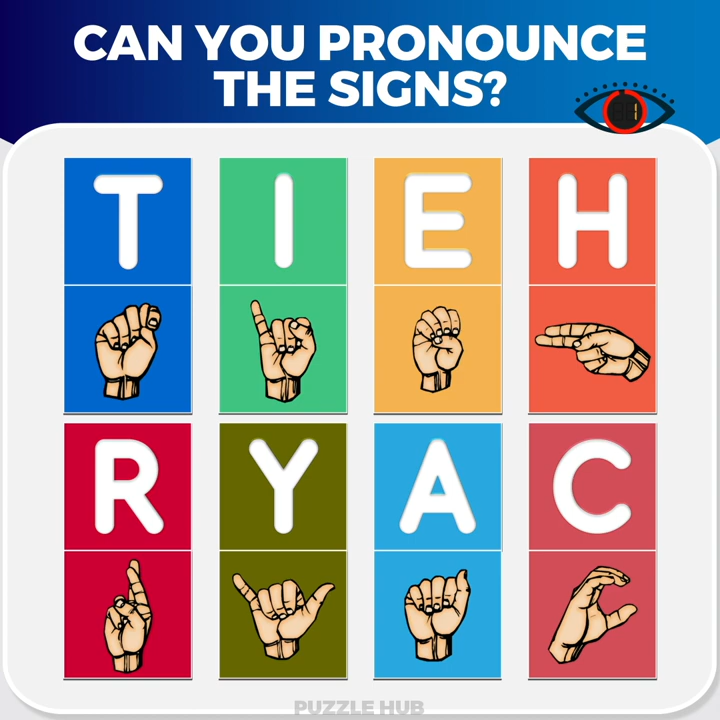 CAN YOU PRONOUNCE
THE SIGNS?
T I E H
R Y A C
PUZZLE HUB